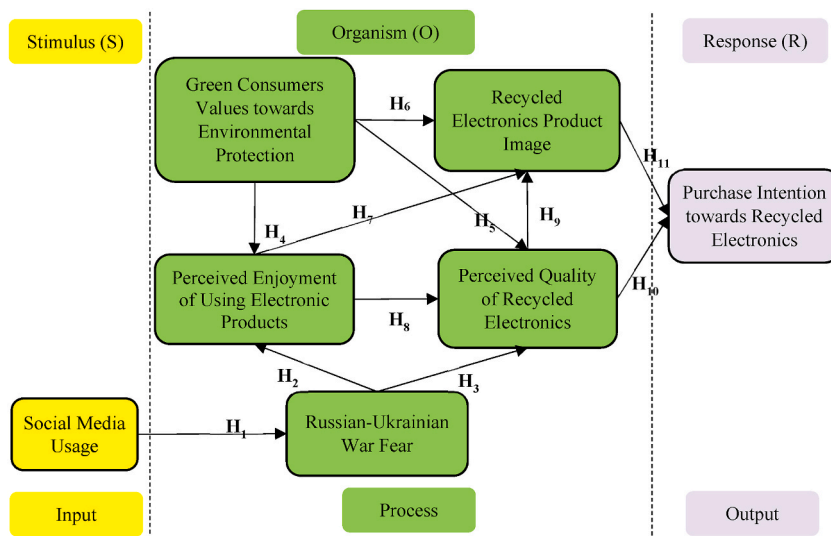 Stimulus (S)
Organism (O)
Response (R)
Green Consumers
Values towards
Environmental
Protection
H6
Recycled
Electronics Product
Image
H11
Purchase Intention
towards Recycled
Electronics
H4
H7
H5
H9
Perceived Enjoyment
of Using Electronic
Products
H8
Perceived Quality
of Recycled
Electronics
H10
H2
H3
Social Media
Usage
H1
Russian-Ukrainian
War Fear
Input
Process
Output